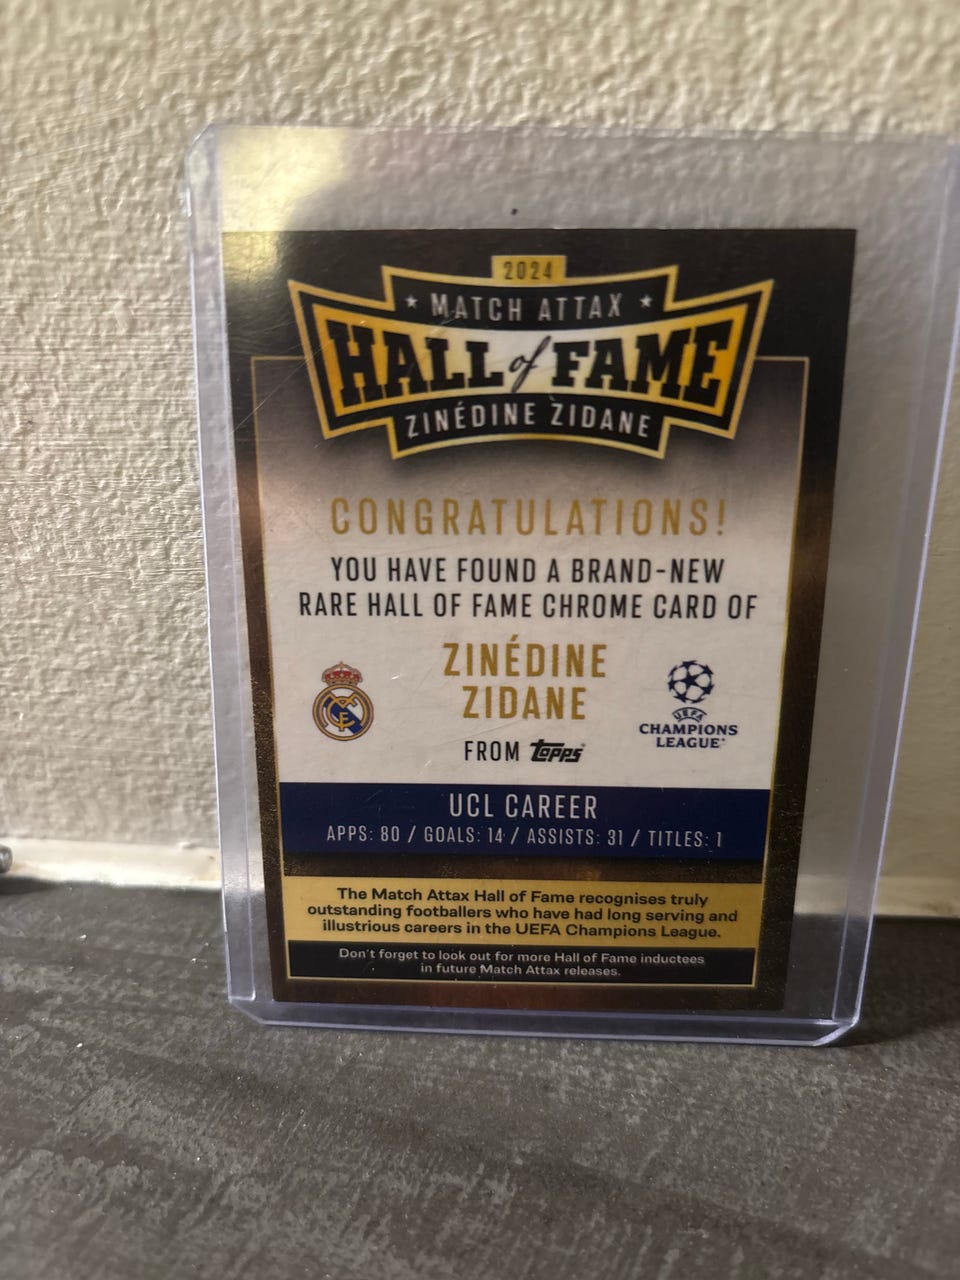 2024
★ MATCH ATTAX ★
HALL of FAME
ZINÉDINE ZIDANE
CONGRATULATIONS!
YOU HAVE FOUND A BRAND-NEW
RARE HALL OF FAME CHROME CARD OF
ZINÉDINE
ZIDANE
UEFA
CHAMPIONS
LEAGUE
FROM topps
UCL CAREER
APPS: 80 / GOALS: 14 / ASSISTS: 31 / TITLES: 1
The Match Attax Hall of Fame recognises truly
outstanding footballers who have had long serving and
illustrious careers in the UEFA Champions League.
Don't forget to look out for more Hall of Fame inductees
in future Match Attax releases.